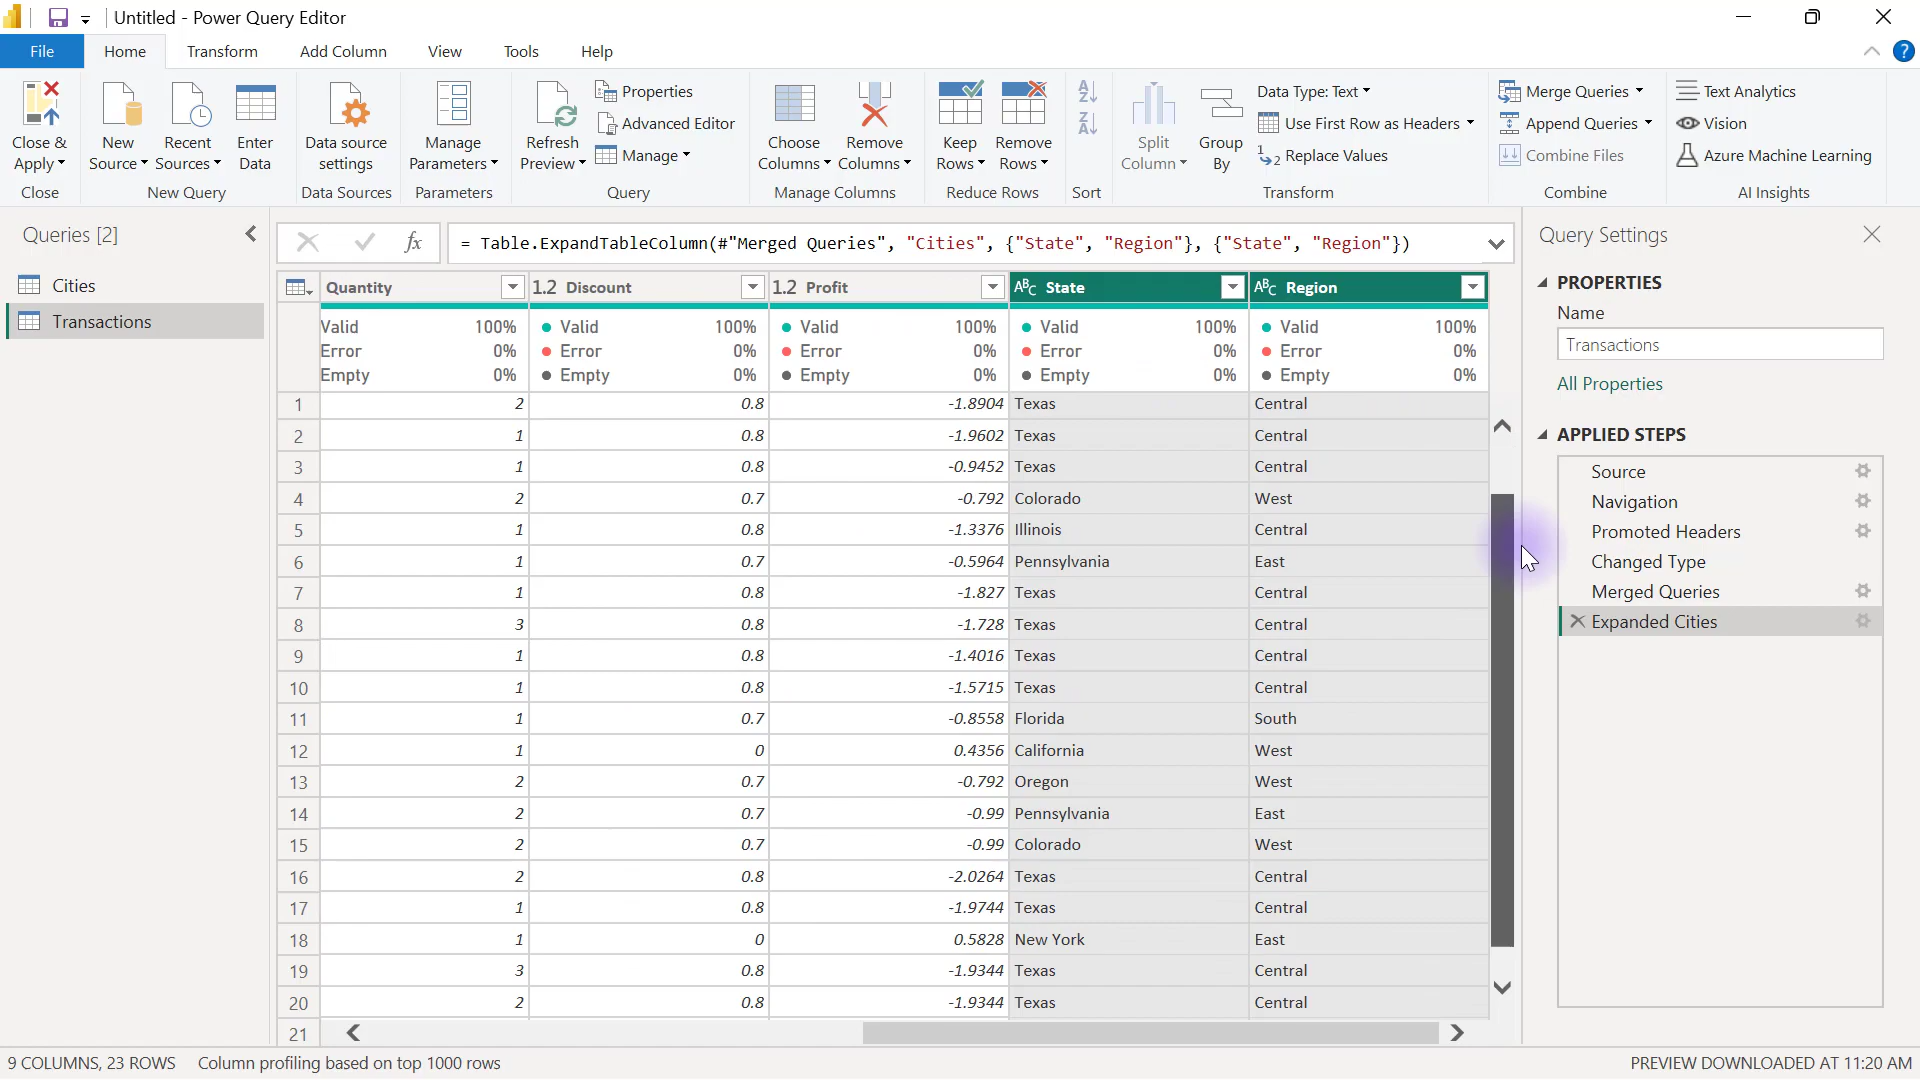 Untitled - Power Query Editor
File Home Transform Add Column View Tools Help
Close & Apply
Close
New Source
Recent Sources
Enter Data
New Query
Data source settings
Data Sources
Manage Parameters
Parameters
Refresh Preview
Properties
Advanced Editor
Manage
Query
Choose Columns
Remove Columns
Manage Columns
Keep Rows
Remove Rows
Reduce Rows
A Z
Z A
Sort
Split Column
Group By
Data Type: Text
Use First Row as Headers
1 2 Replace Values
Transform
Merge Queries
Append Queries
Combine Files
Combine
Text Analytics
Vision
Azure Machine Learning
AI Insights
?
Queries [2]
Cities
Transactions
fx
= Table.ExpandTableColumn(#"Merged Queries", "Cities", {"State", "Region"}, {"State", "Region"})
Quantity 1.2 Discount 1.2 Profit ABC State ABC Region
Valid 100% Valid 100% Valid 100% Valid 100% Valid 100%
Error 0% Error 0% Error 0% Error 0% Error 0%
Empty 0% Empty 0% Empty 0% Empty 0% Empty 0%
1 2 0.8 -1.8904 Texas Central
2 1 0.8 -1.9602 Texas Central
3 1 0.8 -0.9452 Texas Central
4 2 0.7 -0.792 Colorado West
5 1 0.8 -1.3376 Illinois Central
6 1 0.7 -0.5964 Pennsylvania East
7 1 0.8 -1.827 Texas Central
8 3 0.8 -1.728 Texas Central
9 1 0.8 -1.4016 Texas Central
10 1 0.8 -1.5715 Texas Central
11 1 0.7 -0.8558 Florida South
12 1 0 0.4356 California West
13 2 0.7 -0.792 Oregon West
14 2 0.7 -0.99 Pennsylvania East
15 2 0.7 -0.99 Colorado West
16 2 0.8 -2.0264 Texas Central
17 1 0.8 -1.9744 Texas Central
18 1 0 0.5828 New York East
19 3 0.8 -1.9344 Texas Central
20 2 0.8 -1.9344 Texas Central
21
Query Settings
PROPERTIES
Name
Transactions
All Properties
APPLIED STEPS
Source
Navigation
Promoted Headers
Changed Type
Merged Queries
Expanded Cities
9 COLUMNS, 23 ROWS Column profiling based on top 1000 rows PREVIEW DOWNLOADED AT 11:20 AM